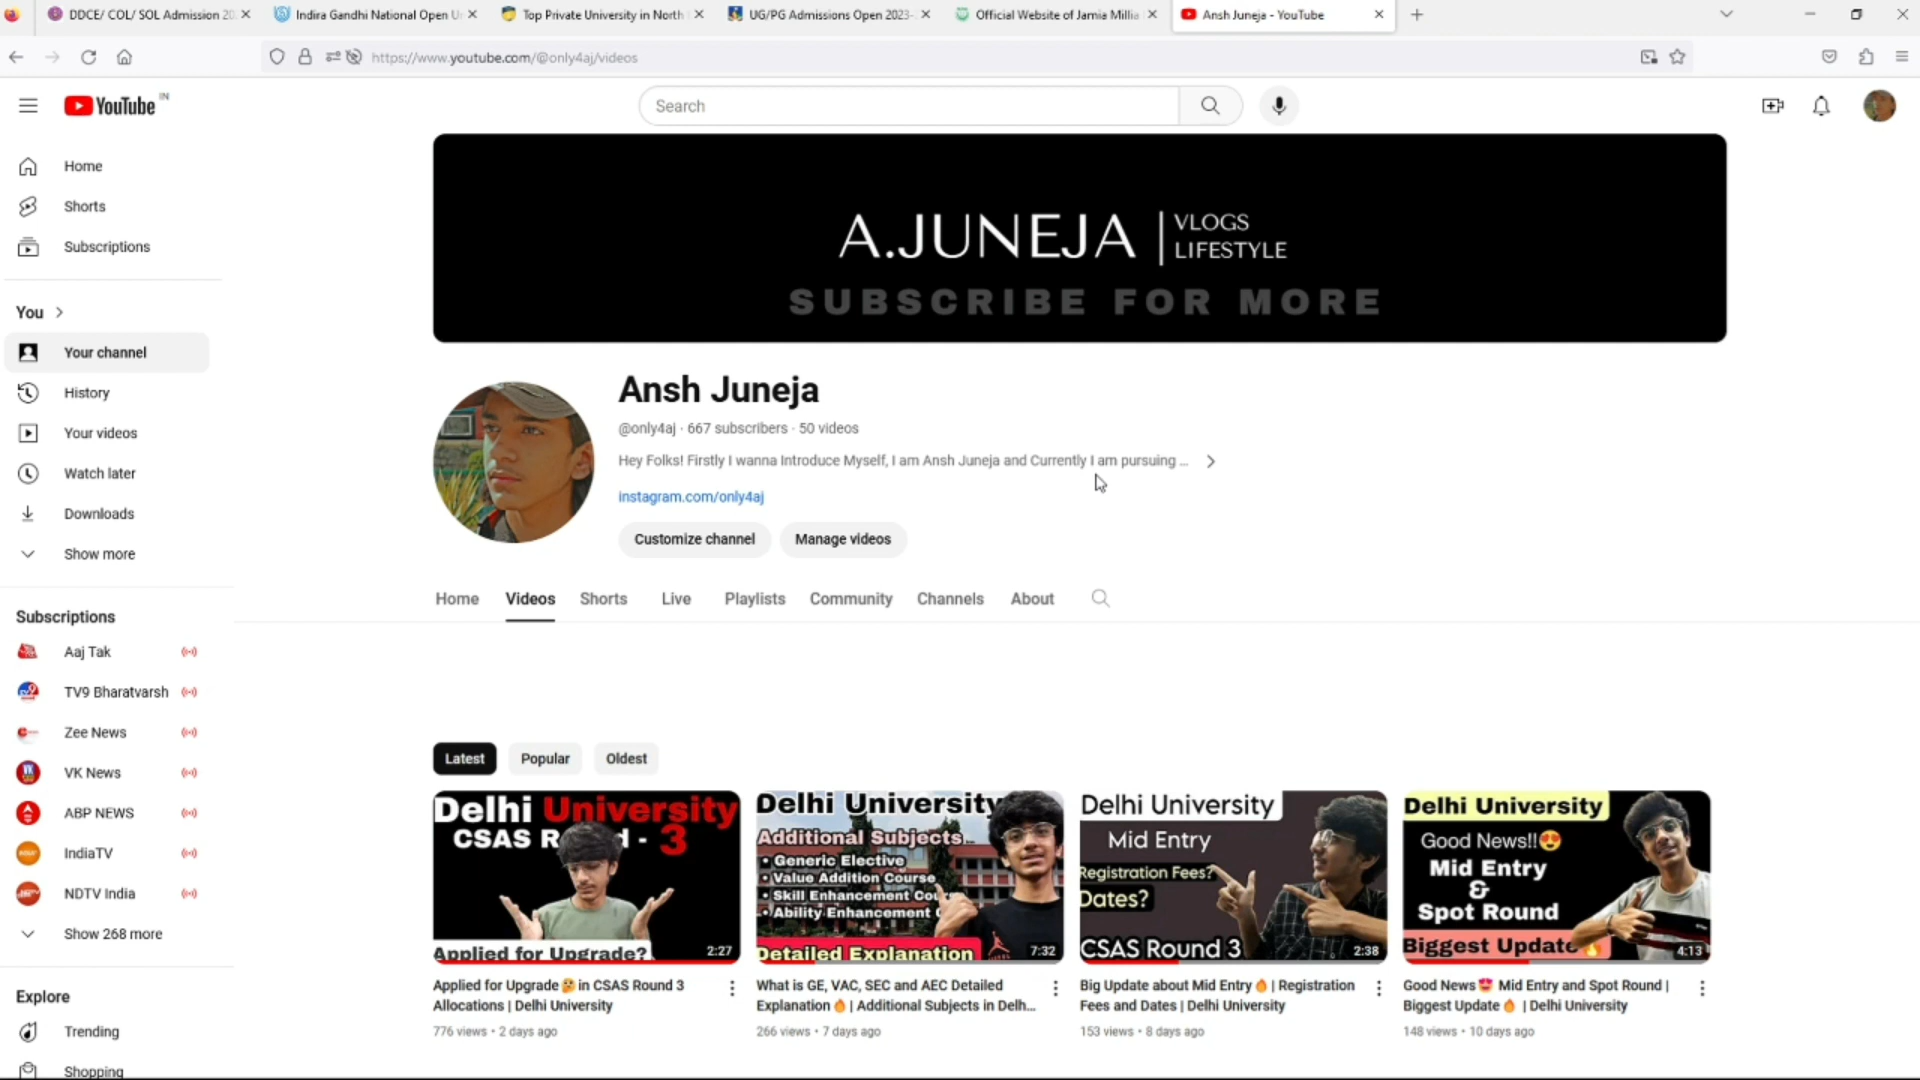 DDCE/ COL/ SOL Admission 20
Indira Gandhi National Open U
Top Private University in North
UG/PG Admissions Open 2023-
Official Website of Jamia Millia
Ansh Juneja - YouTube
https://www.youtube.com/@only4aj/videos
YouTube IN
Search
Home
Shorts
Subscriptions
You
Your channel
History
Your videos
Watch later
Downloads
Show more
Subscriptions
Aaj Tak
TV9 Bharatvarsh
Zee News
VK News
ABP NEWS
IndiaTV
NDTV India
Show 268 more
Explore
Trending
Shopping
A.JUNEJA | VLOGS
LIFESTYLE
SUBSCRIBE FOR MORE
Ansh Juneja
@only4aj · 667 subscribers · 50 videos
Hey Folks! Firstly I wanna Introduce Myself, I am Ansh Juneja and Currently I am pursuing ...
instagram.com/only4aj
Customize channel
Manage videos
Home Videos Shorts Live Playlists Community Channels About
Latest Popular Oldest
Delhi University
CSAS R d - 3
Applied for Upgrade?
2:27
Applied for Upgrade🤔in CSAS Round 3
Allocations | Delhi University
776 views • 2 days ago
Delhi University
Additional Subjects...
• Generic Elective
• Value Addition Course
• Skill Enhancement Cou
• Ability Enhancement
Detailed Explanation
7:32
What is GE, VAC, SEC and AEC Detailed
Explanation🔥| Additional Subjects in Delh...
266 views • 7 days ago
Delhi University
Mid Entry
Registration Fees?
Dates?
CSAS Round 3
2:38
Big Update about Mid Entry🔥| Registration
Fees and Dates | Delhi University
153 views • 8 days ago
Delhi University
Good News!!😍
Mid Entry
&
Spot Round
Biggest Update🔥
4:13
Good News😍 Mid Entry and Spot Round |
Biggest Update🔥 | Delhi University
148 views • 10 days ago